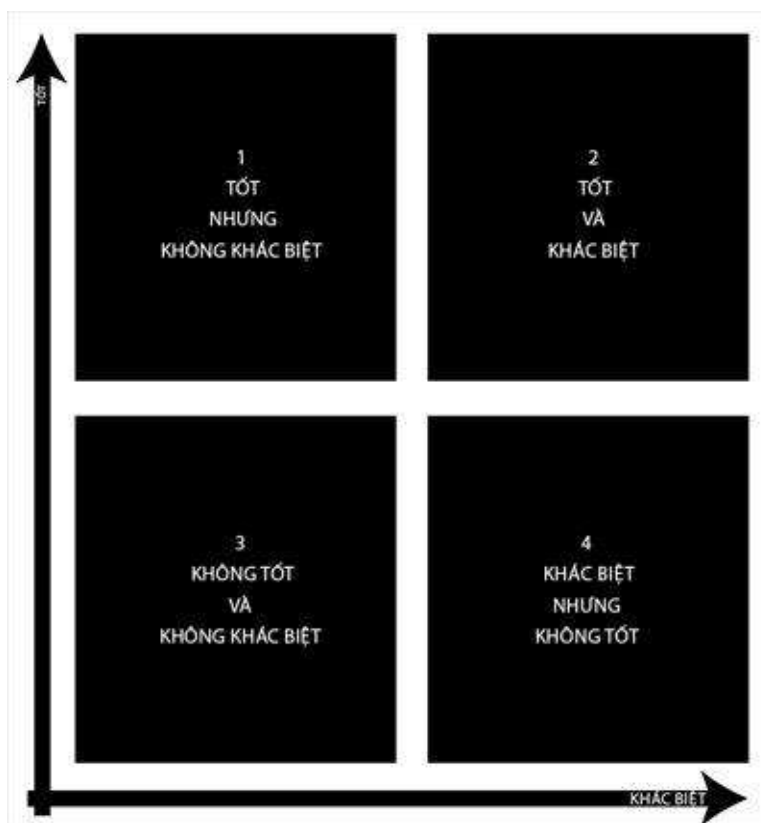 TỐT
1
TỐT
NHƯNG
KHÔNG KHÁC BIỆT
2
TỐT
VÀ
KHÁC BIỆT
3
KHÔNG TỐT
VÀ
KHÔNG KHÁC BIỆT
4
KHÁC BIỆT
NHƯNG
KHÔNG TỐT
KHÁC BIỆT